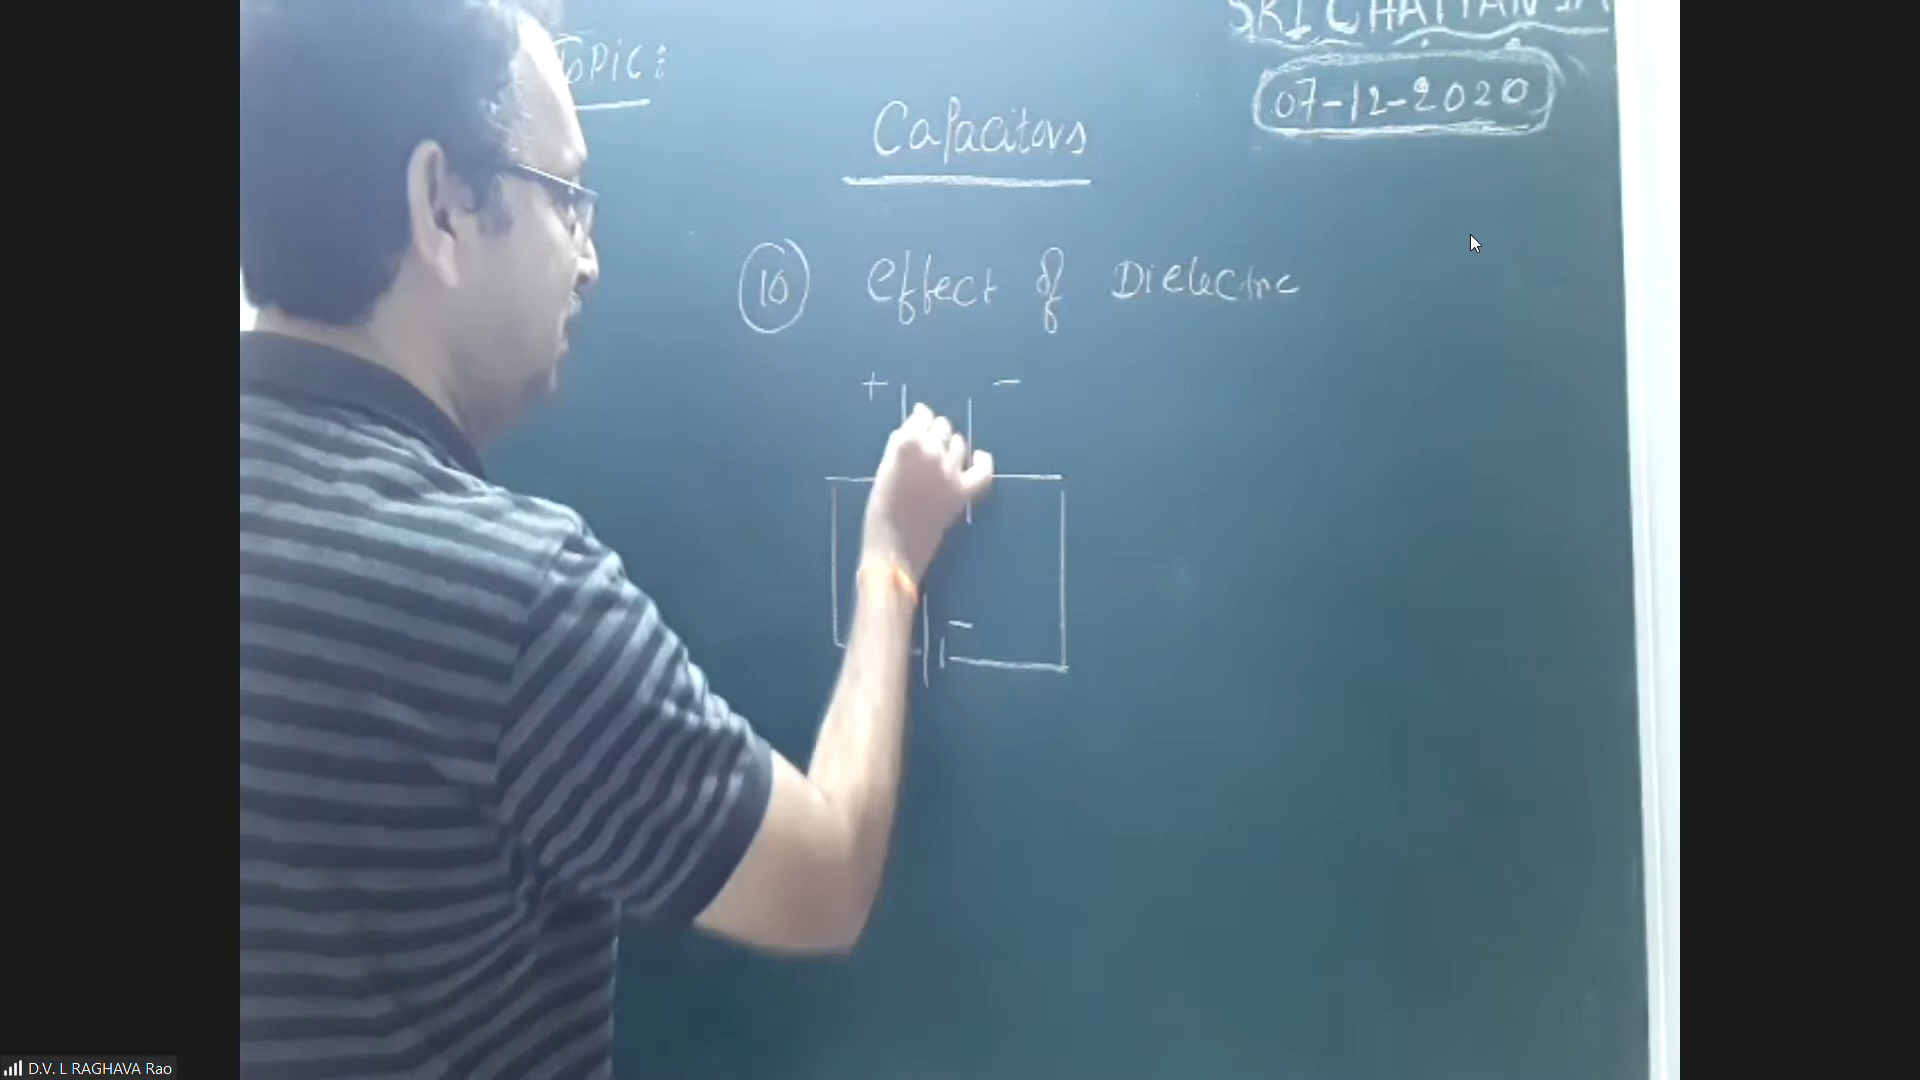 TOPIC:
SRI CHAITANYA
07-12-2020
Capacitors
10 Effect of Dielectric
+ -
-
D.V. L RAGHAVA Rao